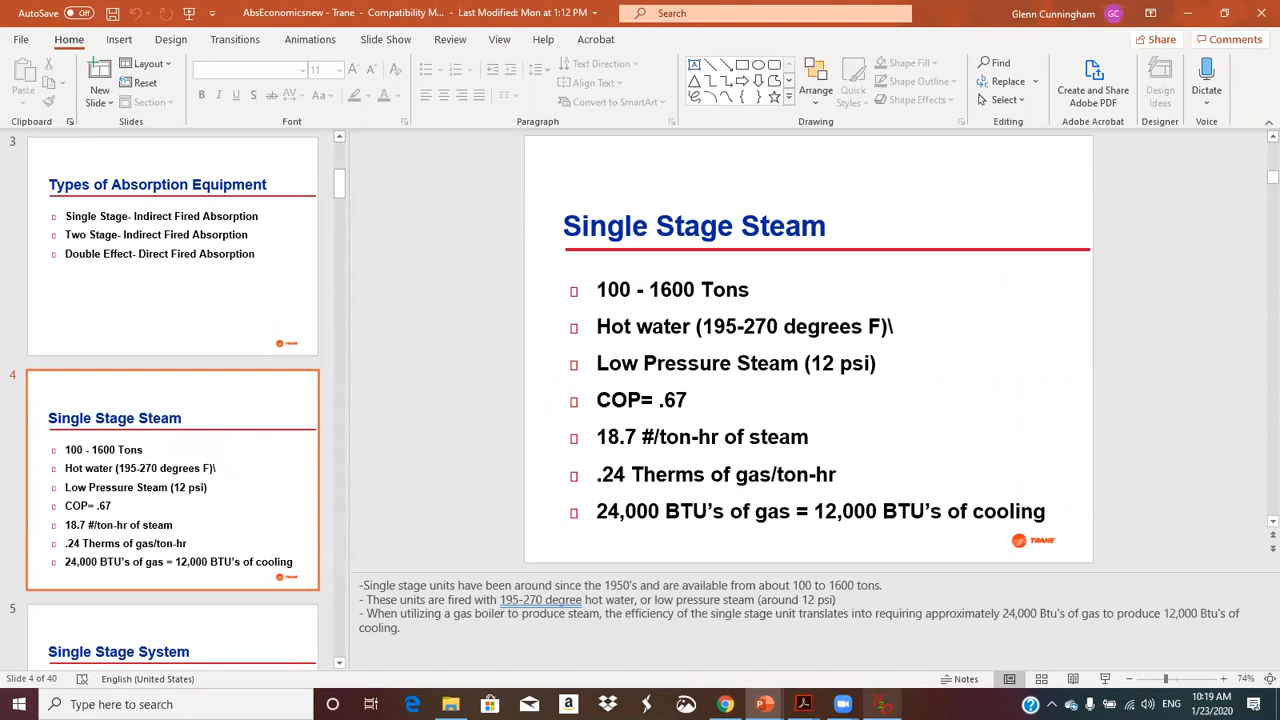 AutoSave Off AbsEconomicsn- Compatibility Mode - Last Modified: Mon at 1:12 PM Search Glenn Cunningham GC
File Home Insert Design Transitions Animations Slide Show Review View Help Acrobat Share Comments
Paste New Slide Layout Reset Section 11 B I U S ab AV Aa A Text Direction Align Text Convert to SmartArt Arrange Quick Styles Shape Fill Shape Outline Shape Effects Find Replace Select Create and Share Adobe PDF Design Ideas Dictate
Clipboard Slides Font Paragraph Drawing Editing Adobe Acrobat Designer Voice
3
Types of Absorption Equipment
Single Stage- Indirect Fired Absorption
Two Stage- Indirect Fired Absorption
Double Effect- Direct Fired Absorption
TRANE
4
Single Stage Steam
100 - 1600 Tons
Hot water (195-270 degrees F)\
Low Pressure Steam (12 psi)
COP= .67
18.7 #/ton-hr of steam
.24 Therms of gas/ton-hr
24,000 BTU's of gas = 12,000 BTU's of cooling
TRANE
5
Single Stage System
Single Stage Steam
100 - 1600 Tons
Hot water (195-270 degrees F)\
Low Pressure Steam (12 psi)
COP= .67
18.7 #/ton-hr of steam
.24 Therms of gas/ton-hr
24,000 BTU's of gas = 12,000 BTU's of cooling
TRANE
-Single stage units have been around since the 1950's and are available from about 100 to 1600 tons.
- These units are fired with 195-270 degree hot water, or low pressure steam (around 12 psi)
- When utilizing a gas boiler to produce steam, the efficiency of the single stage unit translates into requiring approximately 24,000 Btu's of gas to produce 12,000 Btu's of
cooling.
Slide 4 of 40 English (United States) Notes 74%
Type here to search 10:19 AM
1/23/2020